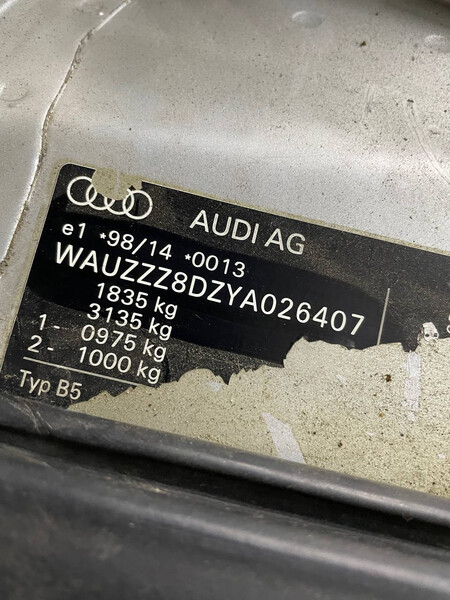 AUDI AG
e1 *98/14 *0013
WAUZZZ8DZYA026407
1835 kg
3135 kg
1- 0975 kg
2- 1000 kg
Typ B5